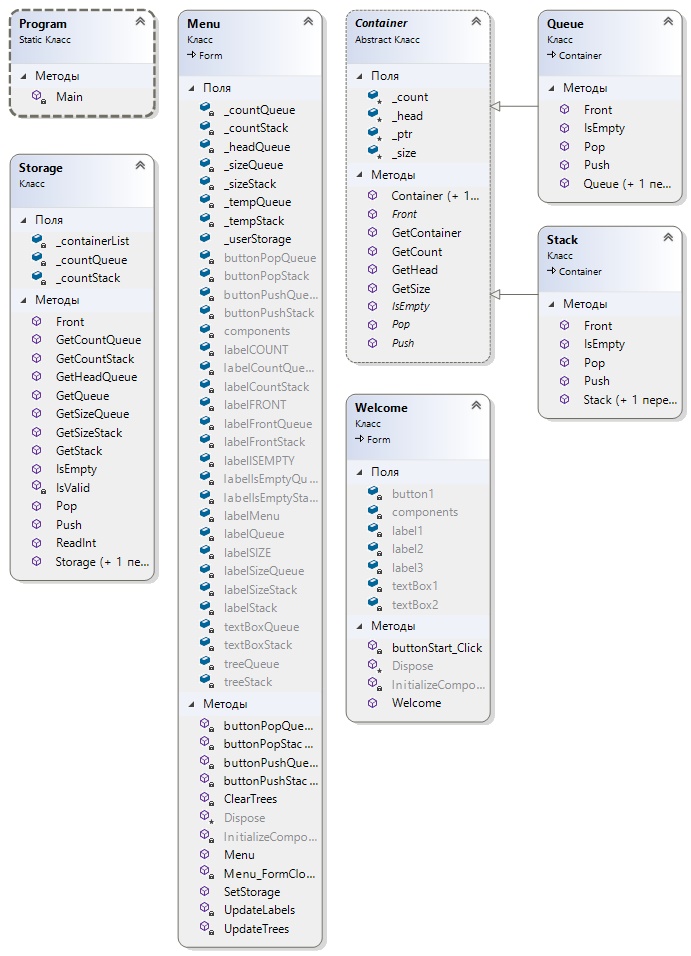 Program
Static Класс
Методы
Main
Storage
Класс
Поля
_containerList
_countQueue
_countStack
Методы
Front
GetCountQueue
GetCountStack
GetHeadQueue
GetQueue
GetSizeQueue
GetSizeStack
GetStack
IsEmpty
IsValid
Pop
Push
ReadInt
Storage (+ 1 пе...
Menu
Класс
Form
Поля
_countQueue
_countStack
_headQueue
_sizeQueue
_sizeStack
_tempQueue
_tempStack
_userStorage
buttonPopQueue
buttonPopStack
buttonPushQue...
buttonPushStack
components
labelCOUNT
labelCountQue...
labelCountStack
labelFRONT
labelFrontQueue
labelFrontStack
labelISEMPTY
labelIsEmptyQu...
labelIsEmptySta...
labelMenu
labelQueue
labelSIZE
labelSizeQueue
labelSizeStack
labelStack
textBoxQueue
textBoxStack
treeQueue
treeStack
Методы
buttonPopQue...
buttonPopStac...
buttonPushQue...
buttonPushStac...
ClearTrees
Dispose
InitializeCompo...
Menu
Menu_FormClo...
SetStorage
UpdateLabels
UpdateTrees
Container
Abstract Класс
Поля
_count
_head
_ptr
_size
Методы
Container (+ 1...
Front
GetContainer
GetCount
GetHead
GetSize
IsEmpty
Pop
Push
Welcome
Класс
Form
Поля
button1
components
label1
label2
label3
textBox1
textBox2
Методы
buttonStart_Click
Dispose
InitializeCompo...
Welcome
Queue
Класс
Container
Методы
Front
IsEmpty
Pop
Push
Queue (+ 1 пе...
Stack
Класс
Container
Методы
Front
IsEmpty
Pop
Push
Stack (+ 1 пере...